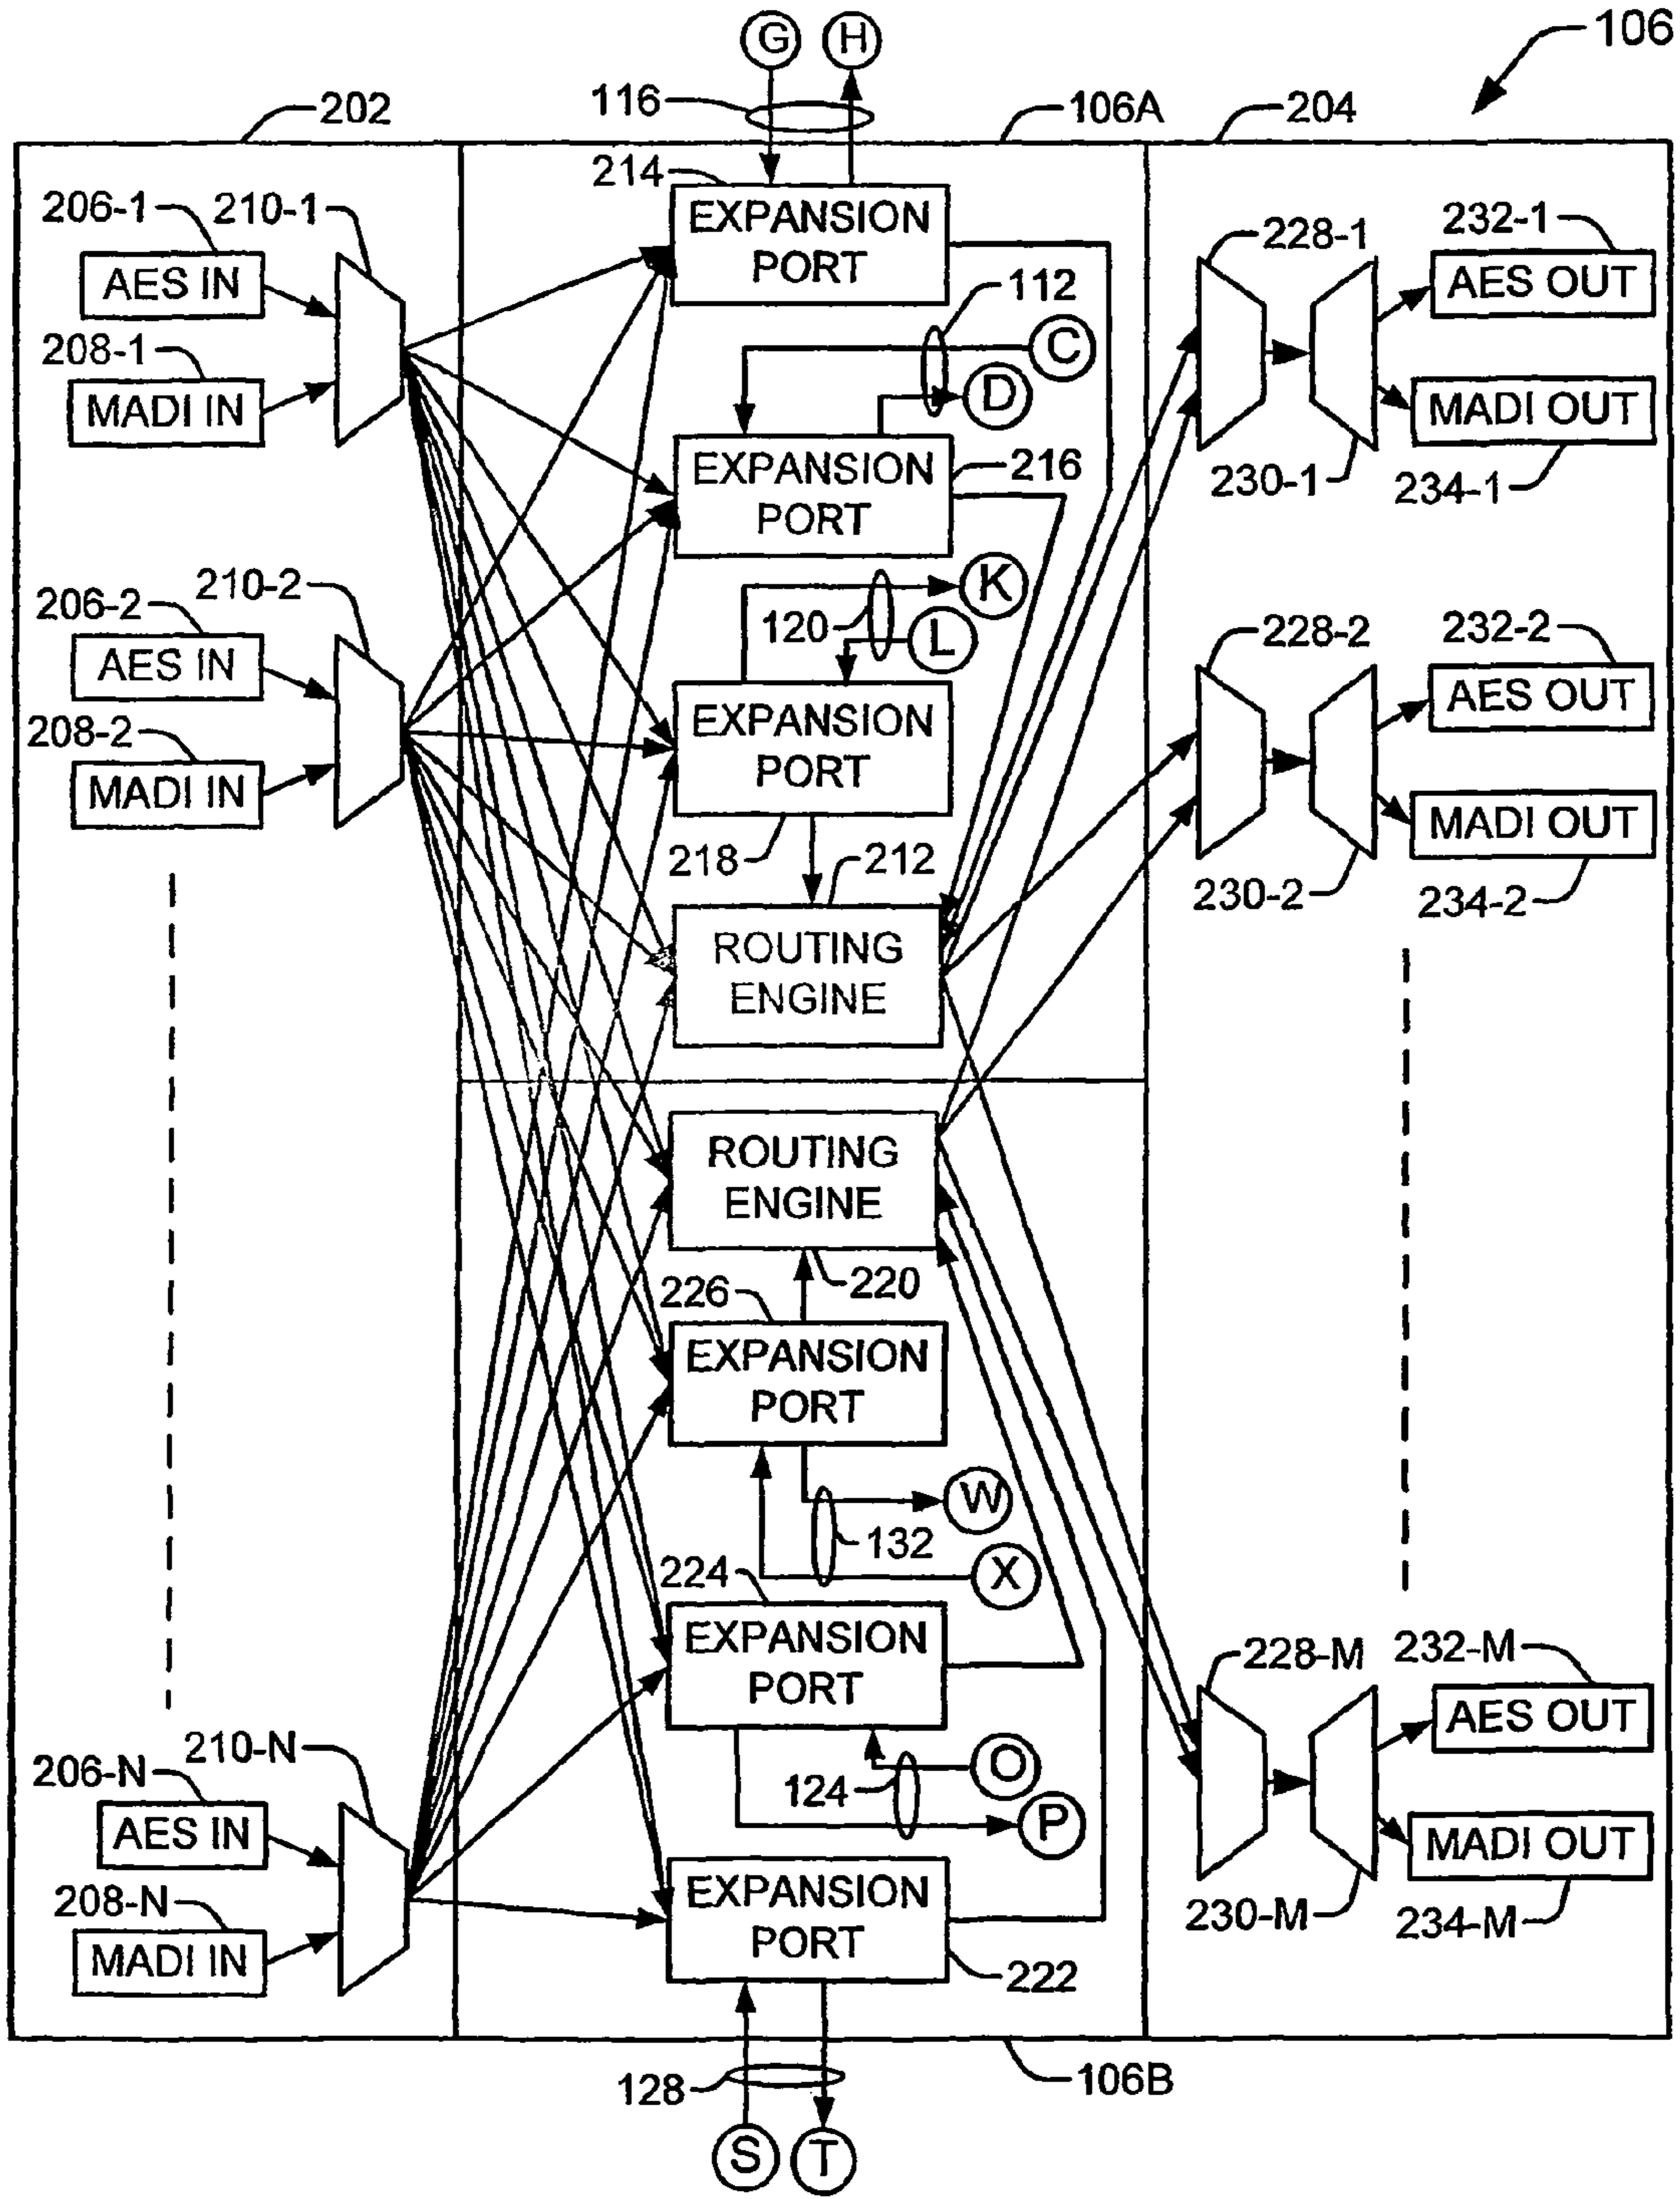 G H
106
202
116
106A
204
214
206-1
210-1
EXPANSION
PORT
228-1
232-1
AES IN
AES OUT
112
C
208-1
D
MADI IN
MADI OUT
EXPANSION
PORT
216
230-1
234-1
K
206-2
210-2
120
L
228-2
232-2
AES IN
AES OUT
EXPANSION
PORT
208-2
MADI IN
MADI OUT
218
212
230-2
234-2
ROUTING
ENGINE
ROUTING
ENGINE
220
226
EXPANSION
PORT
W
132
X
224
EXPANSION
PORT
228-M
232-M
AES OUT
210-N
206-N
O
124
P
AES IN
MADI OUT
208-N
EXPANSION
PORT
230-M
234-M
MADI IN
222
128
106B
S T